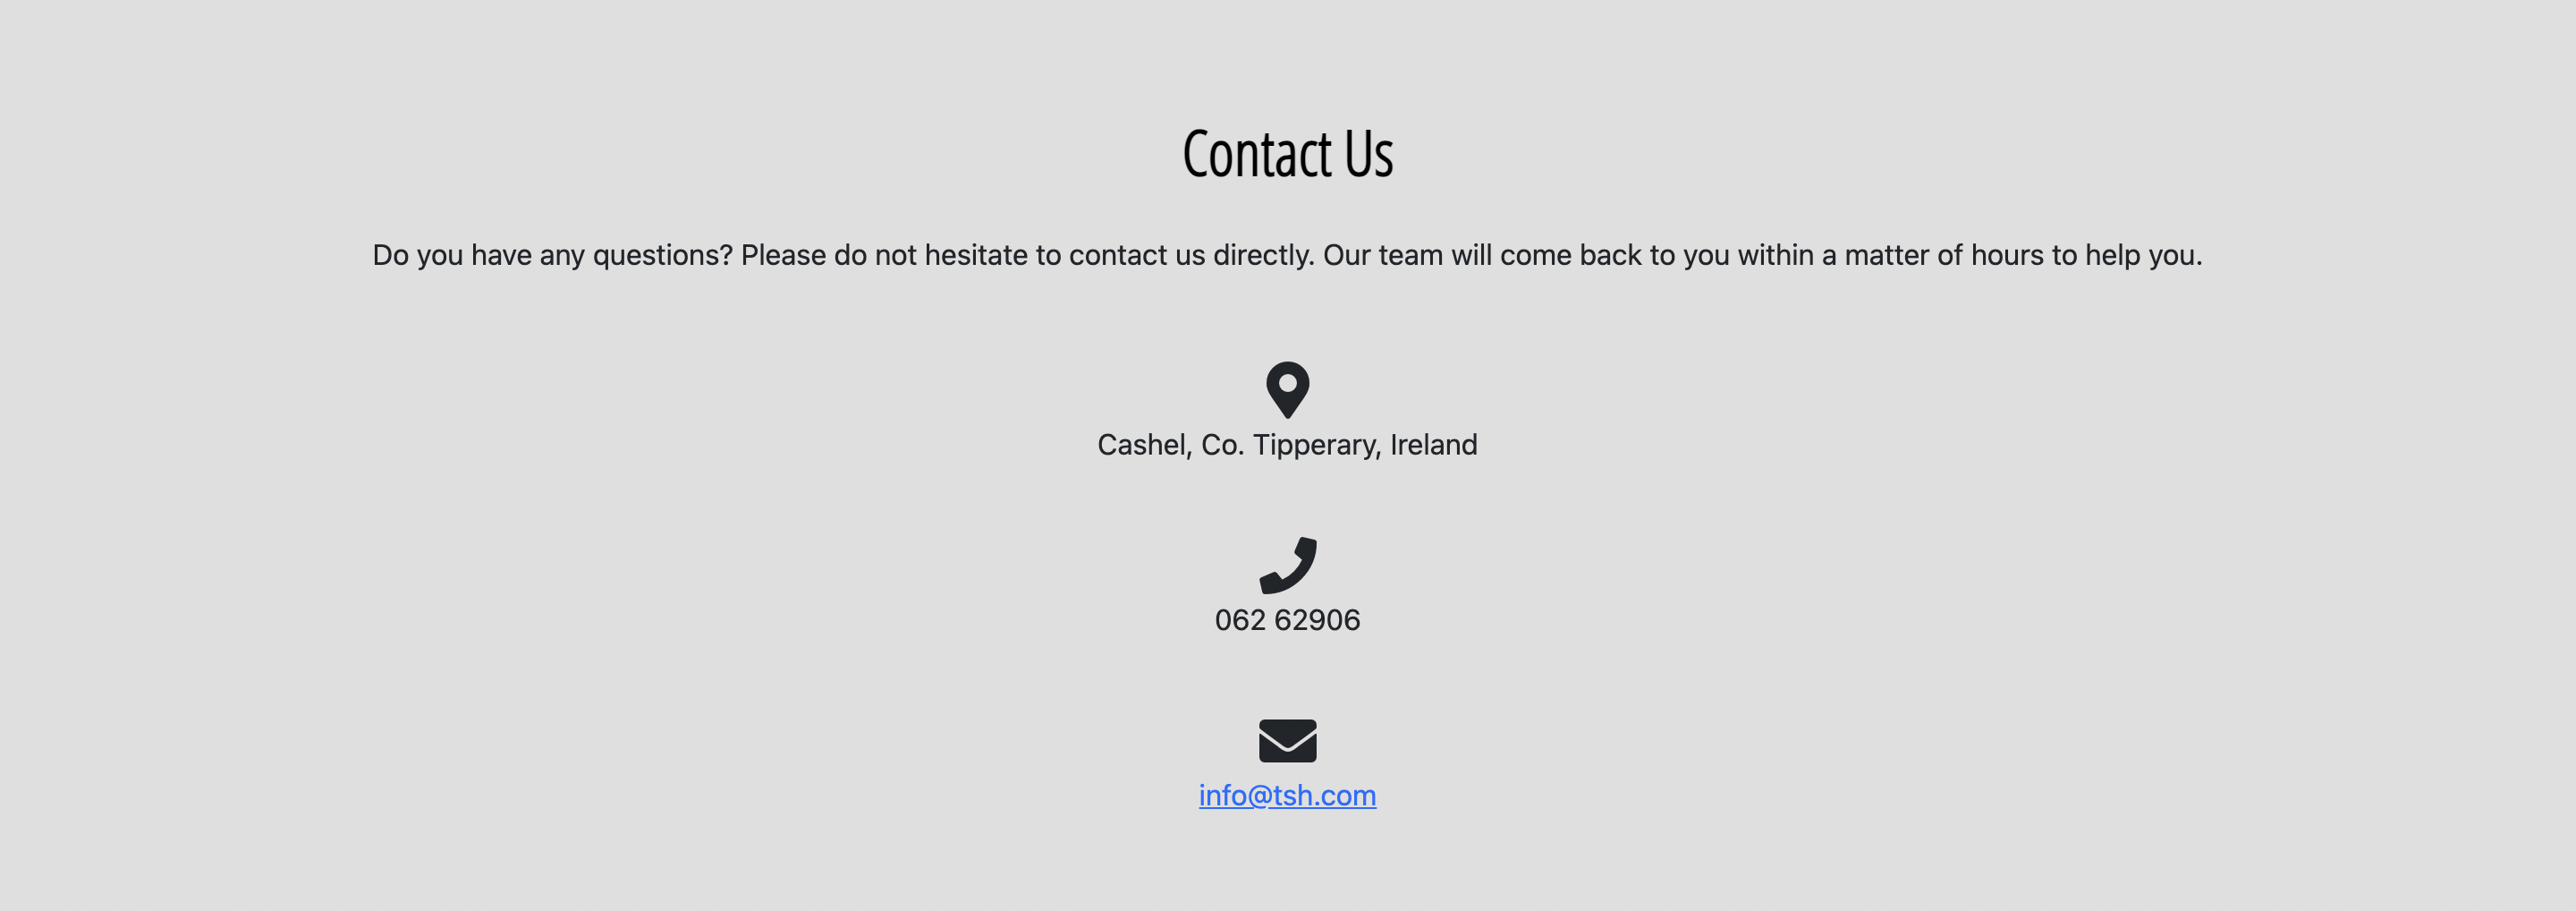 Contact Us
Do you have any questions? Please do not hesitate to contact us directly. Our team will come back to you within a matter of hours to help you.
Cashel, Co. Tipperary, Ireland
062 62906
info@tsh.com